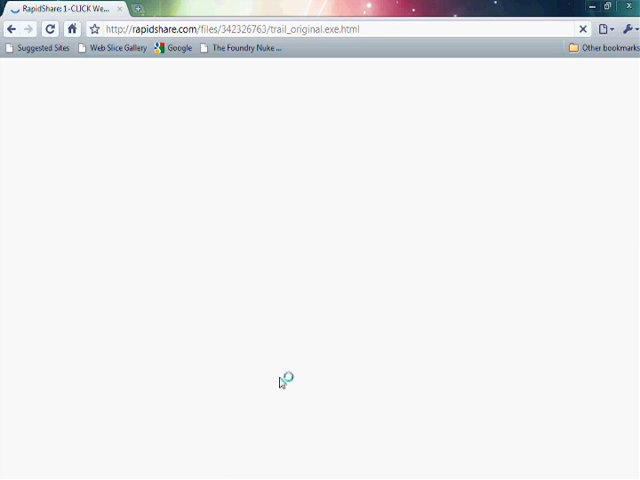 RapidShare: 1-CLICK We...
http://rapidshare.com/files/342326763/trail_original.exe.html
Suggested Sites Web Slice Gallery Google The Foundry Nuke ... Other bookmarks